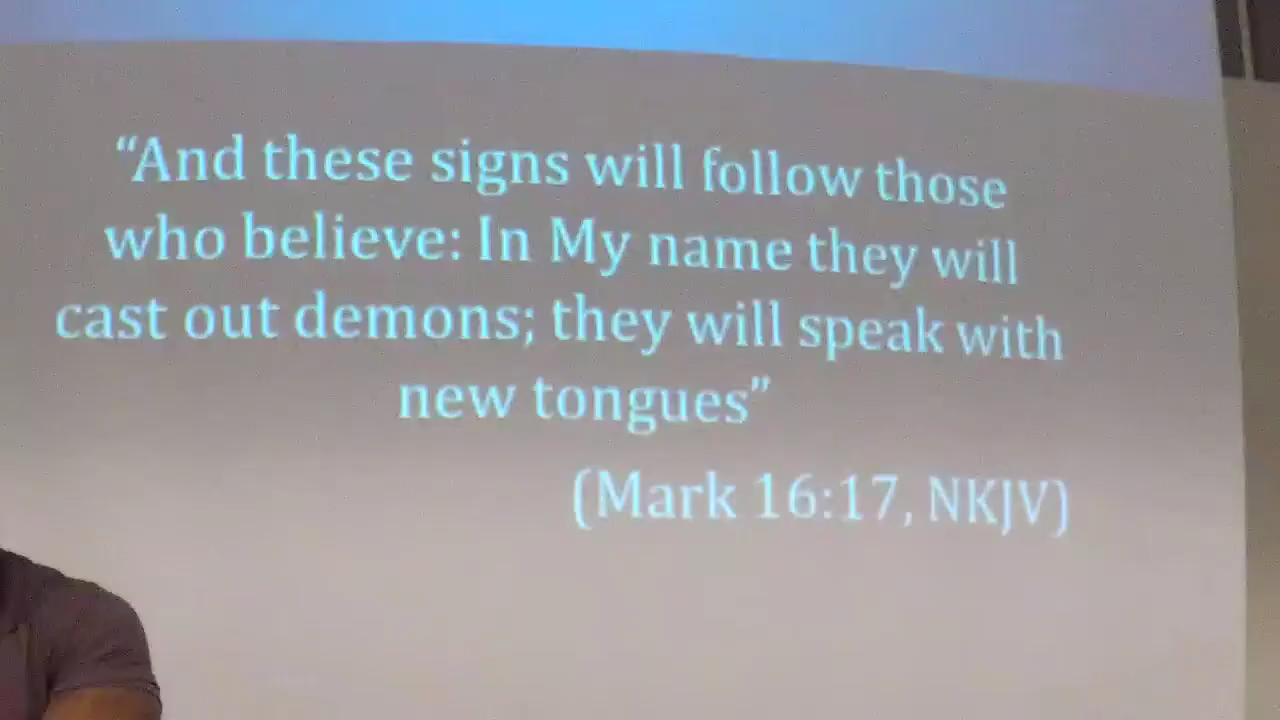 “And these signs will follow those
who believe: In My name they will
cast out demons; they will speak with
new tongues”
(Mark 16:17, NKJV)